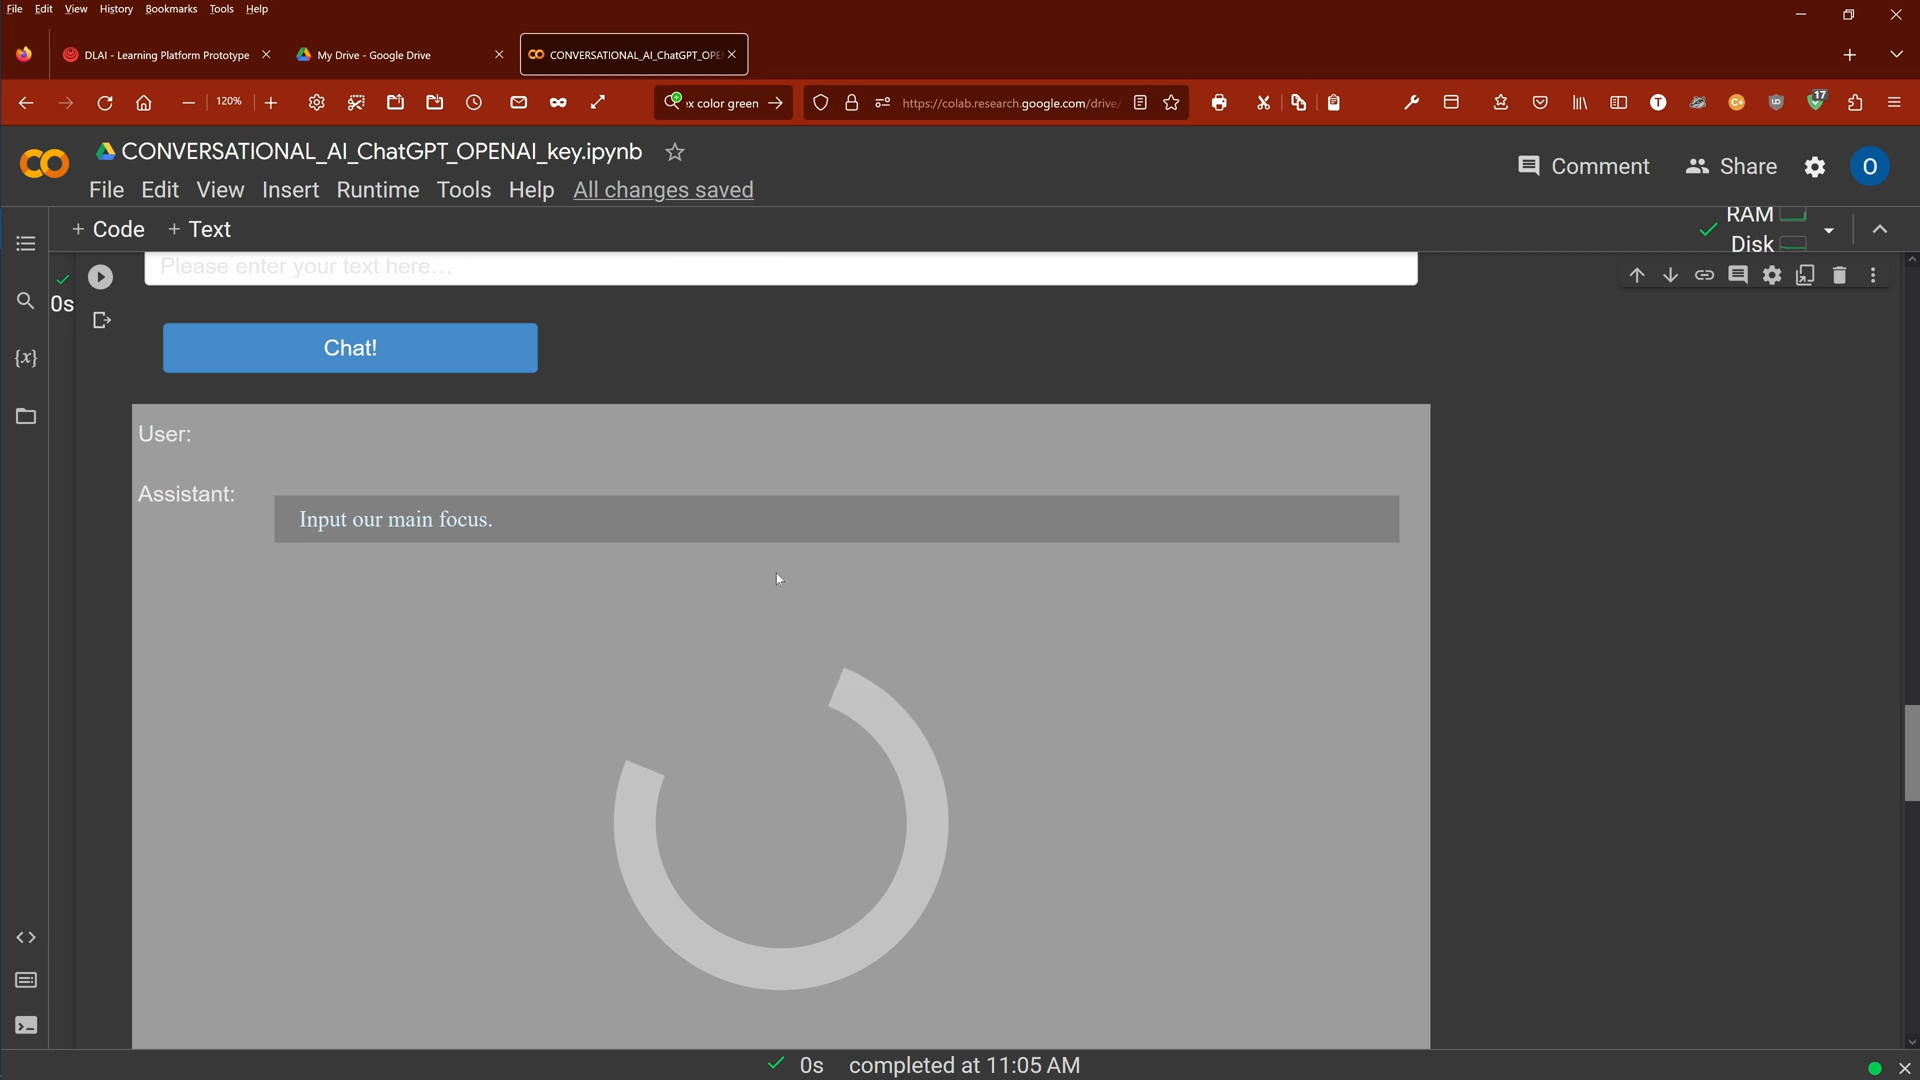 File Edit View History Bookmarks Tools Help
DLAI - Learning Platform Prototype
My Drive - Google Drive
CONVERSATIONAL_AI_ChatGPT_OPE
120%
x color green
https://colab.research.google.com/drive/
T
C+
17
CO
CONVERSATIONAL_AI_ChatGPT_OPENAI_key.ipynb
Comment
Share
O
File Edit View Insert Runtime Tools Help All changes saved
+ Code + Text
RAM
Disk
Please enter your text here...
0s
{x}
Chat!
User:
Assistant:
Input our main focus.
0s completed at 11:05 AM